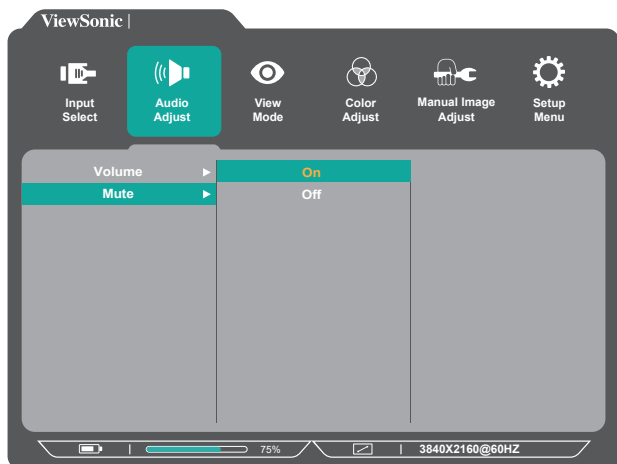 ViewSonic |
Input
Select
Audio
Adjust
View
Mode
Color
Adjust
Manual Image
Adjust
Setup
Menu
Volume
On
Mute
Off
75%
3840X2160@60HZ